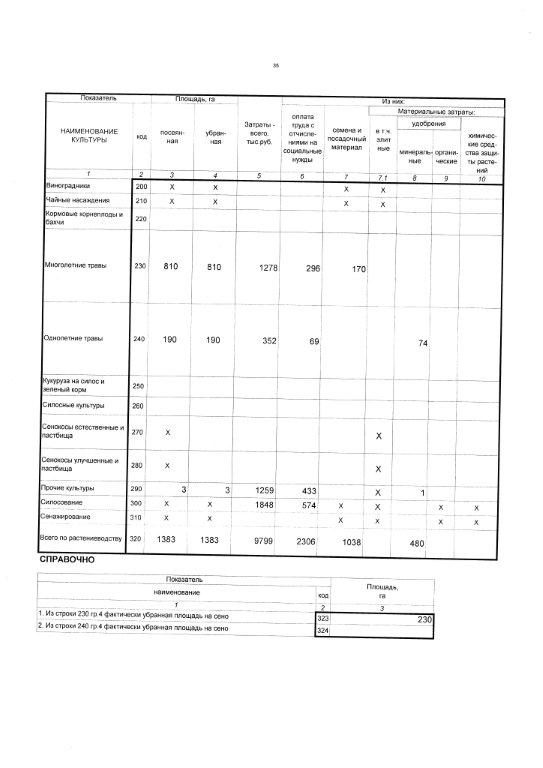 35
Показатель Площадь, га Из них:
Материальные затраты:
НАИМЕНОВАНИЕ КУЛЬТУРЫ код посеян-ная убран-ная Затраты - всего, тыс.руб. оплата труда с отчисле-ниями на социальные нужды семена и посадочный материал в т.ч. элит ные удобрения минераль-ные органи-ческие химичес-кие сред-ства защи-ты расте-ний
1 2 3 4 5 6 7 7.1 8 9 10
Виноградники 200 X X X X
Чайные насаждения 210 X X X X
Кормовые корнеплоды и
бахчи 220
Многолетние травы 230 810 810 1278 296 170
Однолетние травы 240 190 190 352 69 74
Кукуруза на силос и
зеленый корм 250
Силосные культуры 260
Сенокосы естественные и
пастбища 270 X X
Сенокосы улучшенные и
пастбища 280 X X
Прочие культуры 290 3 3 1259 433 X 1
Силосование 300 X X 1848 574 X X X X
Сенажирование 310 X X X X X X
Всего по растениеводству 320 1383 1383 9799 2306 1038 480
СПРАВОЧНО
Показатель Площадь, га
наименование код
1 2 3
1. Из строки 230 гр.4 фактически убранная площадь на сено 323 230
2. Из строки 240 гр.4 фактически убранная площадь на сено 324